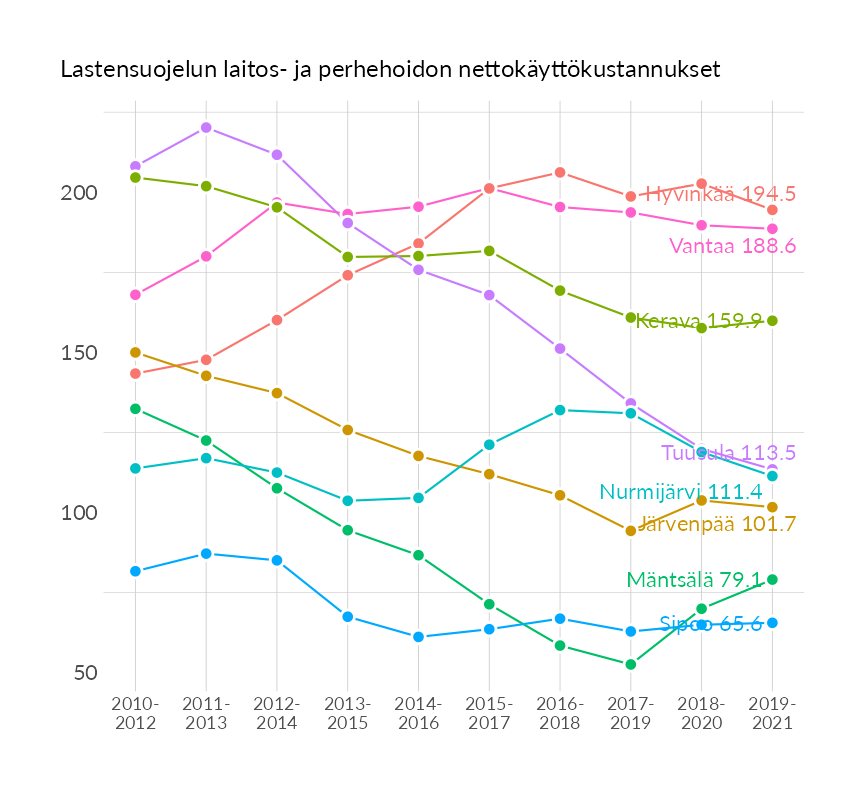 Lastensuojelun laitos- ja perhehoidon nettokäyttökustannukset
200
150
100
50
Hyvinkää 194.5
Vantaa 188.6
Kerava 159.9
Tuusula 113.5
Nurmijärvi 111.4
Järvenpää 101.7
Mäntsälä 79.1
Sipoo 65.6
2010-
2012
2011-
2013
2012-
2014
2013-
2015
2014-
2016
2015-
2017
2016-
2018
2017-
2019
2018-
2020
2019-
2021